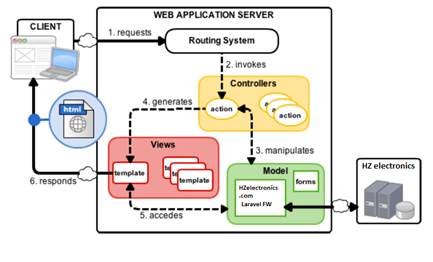 WEB APPLICATION SERVER
CLIENT
1. requests
Routing System
2. invokes
Controllers
action
a
a
action
4. generates
html
3. manipulates
Views
template
te
te
template
Model
HZelectronics
.com
Laravel FW
forms
HZ electronics
6. responds
5. accedes